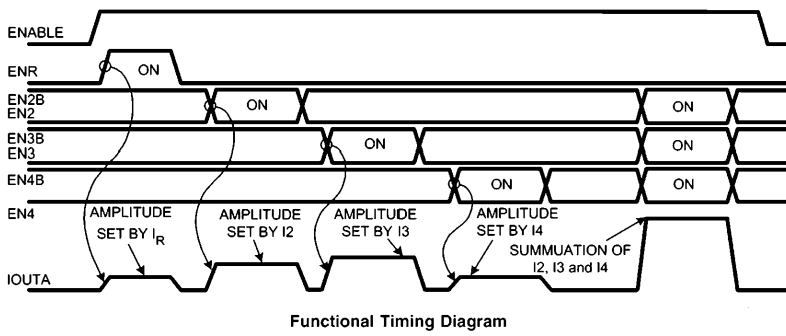 ENABLE
ENR
ON
EN2B
EN2
ON
ON
EN3B
EN3
ON
ON
EN4B
ON
ON
EN4
AMPLITUDE
SET BY IR
AMPLITUDE
SET BY I2
AMPLITUDE
SET BY I3
AMPLITUDE
SET BY I4
SUMMUATION OF
I2, I3 and I4
IOUTA
Functional Timing Diagram